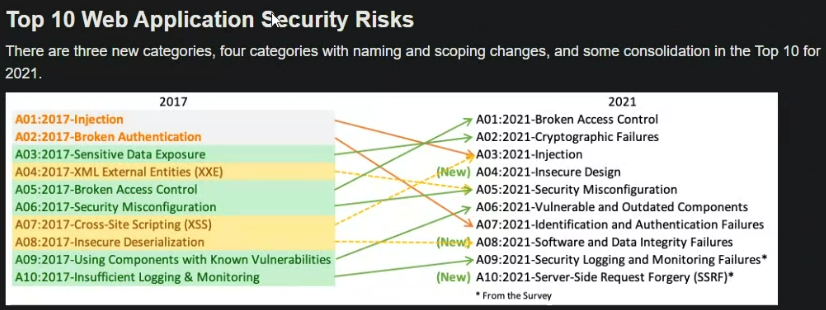 Top 10 Web Application Security Risks
There are three new categories, four categories with naming and scoping changes, and some consolidation in the Top 10 for
2021.
2017
A01:2017-Injection
A02:2017-Broken Authentication
A03:2017-Sensitive Data Exposure
A04:2017-XML External Entities (XXE)
A05:2017-Broken Access Control
A06:2017-Security Misconfiguration
A07:2017-Cross-Site Scripting (XSS)
A08:2017-Insecure Deserialization
A09:2017-Using Components with Known Vulnerabilities
A10:2017-Insufficient Logging & Monitoring
2021
A01:2021-Broken Access Control
A02:2021-Cryptographic Failures
A03:2021-Injection
(New) A04:2021-Insecure Design
A05:2021-Security Misconfiguration
A06:2021-Vulnerable and Outdated Components
A07:2021-Identification and Authentication Failures
(New) A08:2021-Software and Data Integrity Failures
A09:2021-Security Logging and Monitoring Failures*
(New) A10:2021-Server-Side Request Forgery (SSRF)*
* From the Survey